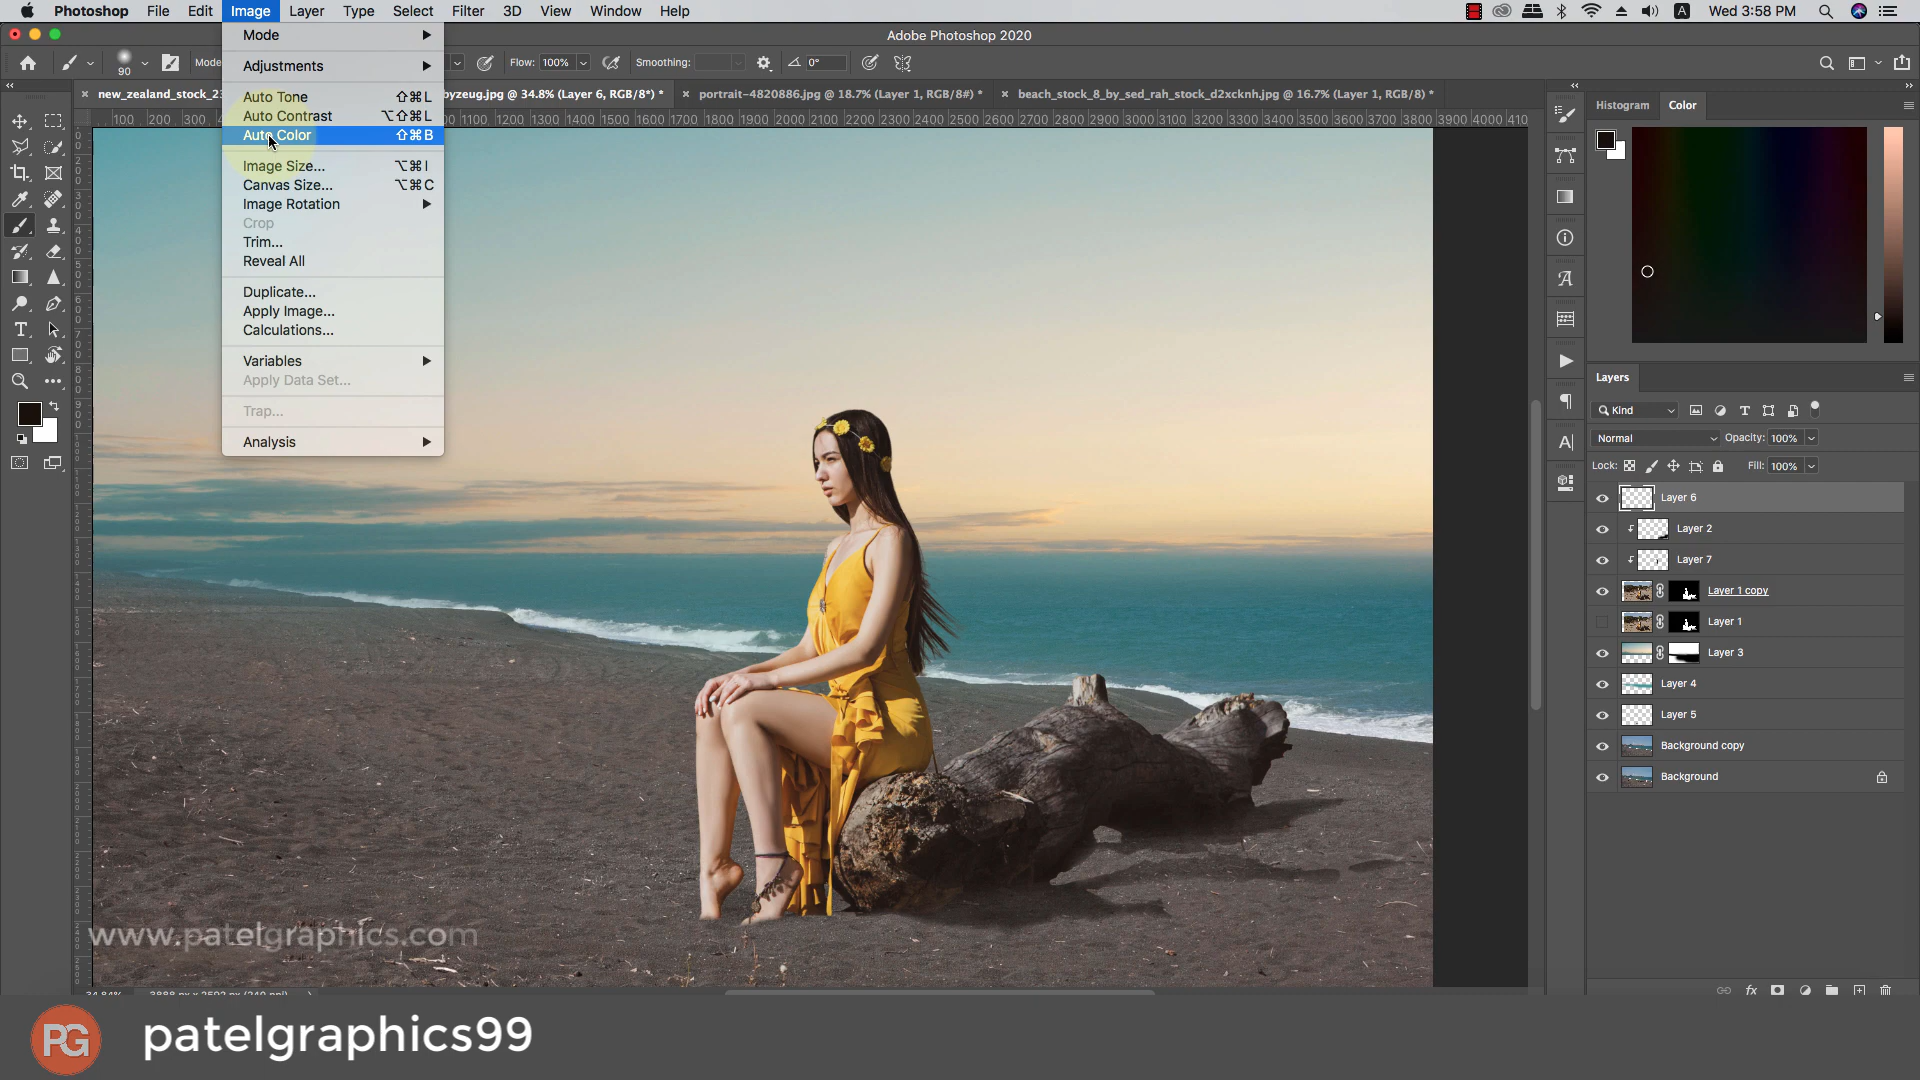 Photoshop File Edit Image Layer Type Select Filter 3D View Window Help
A Wed 3:58 PM
Adobe Photoshop 2020
90 Mode Flow: 100% Smoothing: 0°
new_zealand_stock_23 byzeug.jpg @ 34.8% (Layer 6, RGB/8*) * portrait-4820886.jpg @ 18.7% (Layer 1, RGB/8#) * beach_stock_8_by_sed_rah_stock_d2xcknh.jpg @ 16.7% (Layer 1, RGB/8) *
Mode
Adjustments
Auto Tone ⇧⌘L
Auto Contrast ⌥⇧⌘L
Auto Color ⇧⌘B
Image Size... ⌥⌘I
Canvas Size... ⌥⌘C
Image Rotation
Crop
Trim...
Reveal All
Duplicate...
Apply Image...
Calculations...
Variables
Apply Data Set...
Trap...
Analysis
Histogram Color
Layers
Kind
Normal Opacity: 100%
Lock: Fill: 100%
Layer 6
Layer 2
Layer 7
Layer 1 copy
Layer 1
Layer 3
Layer 4
Layer 5
Background copy
Background
www.patelgraphics.com
PG patelgraphics99